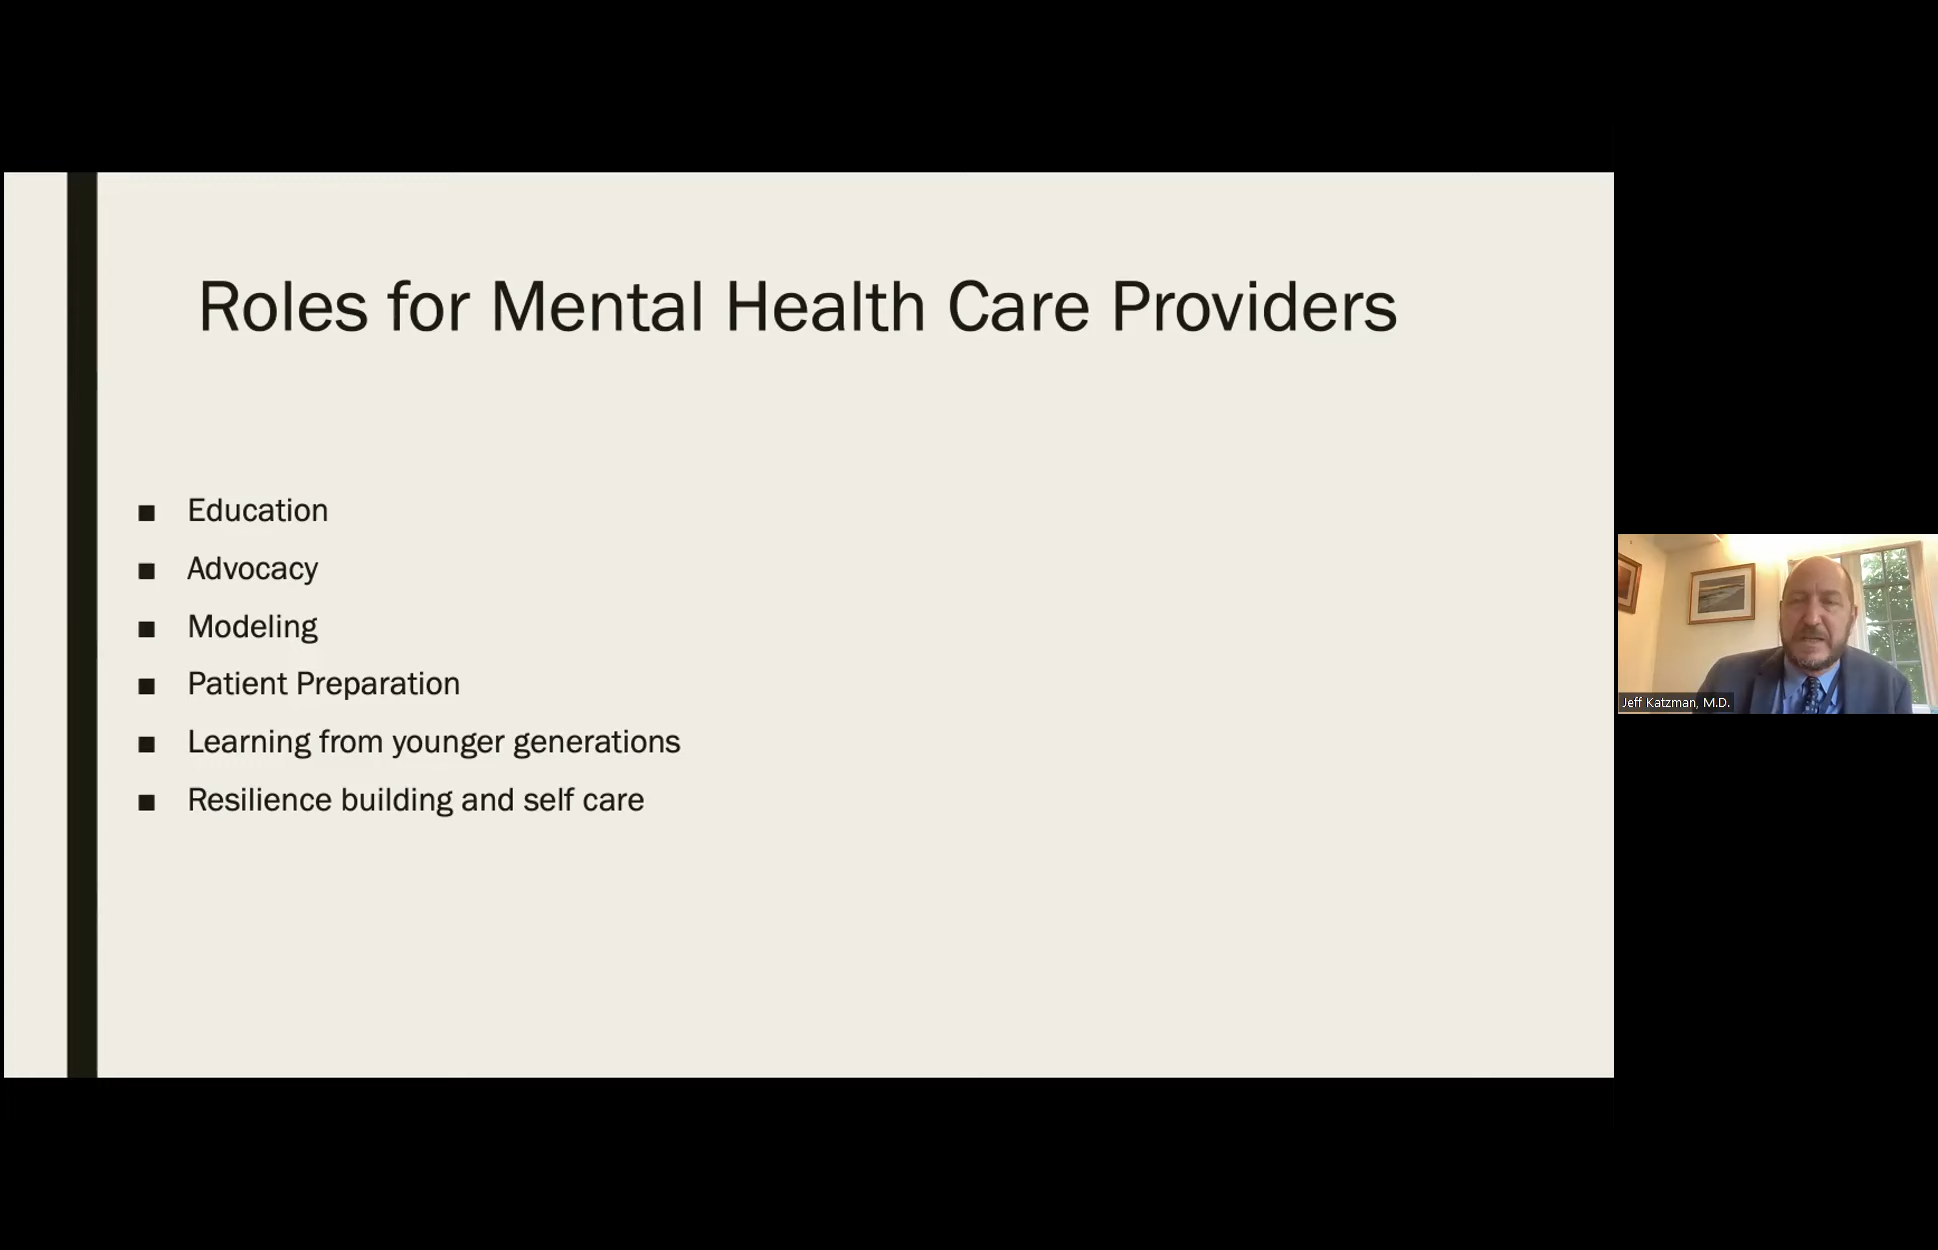 Roles for Mental Health Care Providers
■ Education
■ Advocacy
■ Modeling
■ Patient Preparation
■ Learning from younger generations
■ Resilience building and self care
Jeff Katzman, M.D.